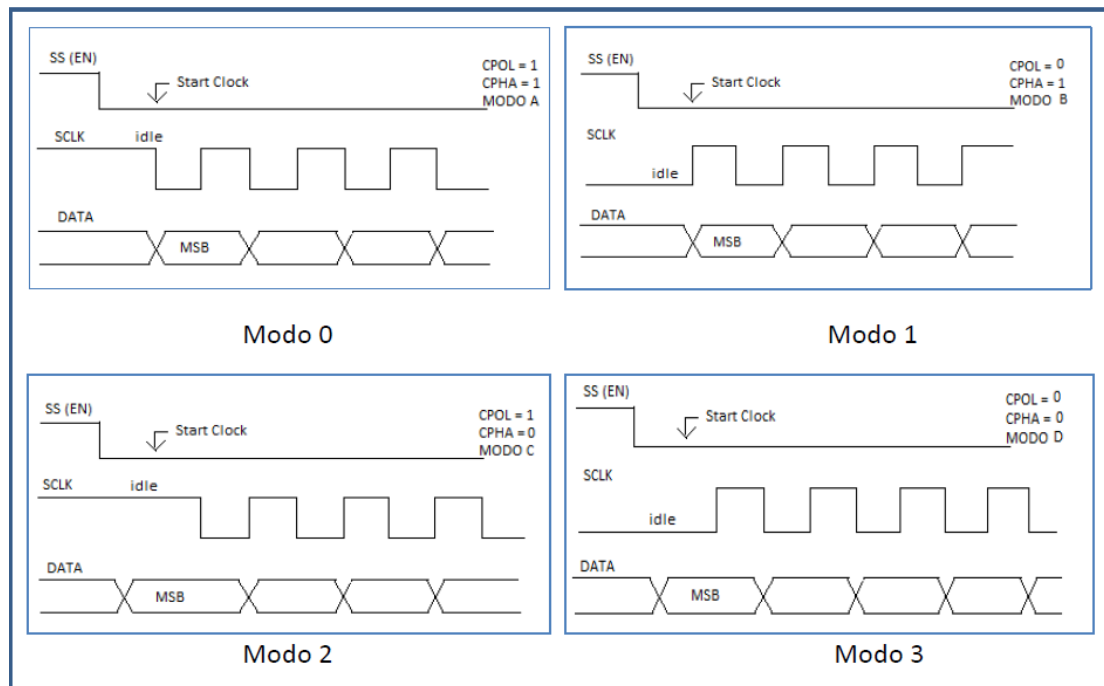 SS (EN)
Start Clock
CPOL = 1
CPHA = 1
MODO A
SCLK
idle
DATA
MSB
Modo 0
SS (EN)
Start Clock
CPOL = 0
CPHA = 1
MODO B
SCLK
idle
DATA
MSB
Modo 1
SS (EN)
Start Clock
CPOL = 1
CPHA = 0
MODO C
SCLK
idle
DATA
MSB
Modo 2
SS (EN)
Start Clock
CPOL = 0
CPHA = 0
MODO D
SCLK
idle
DATA
MSB
Modo 3